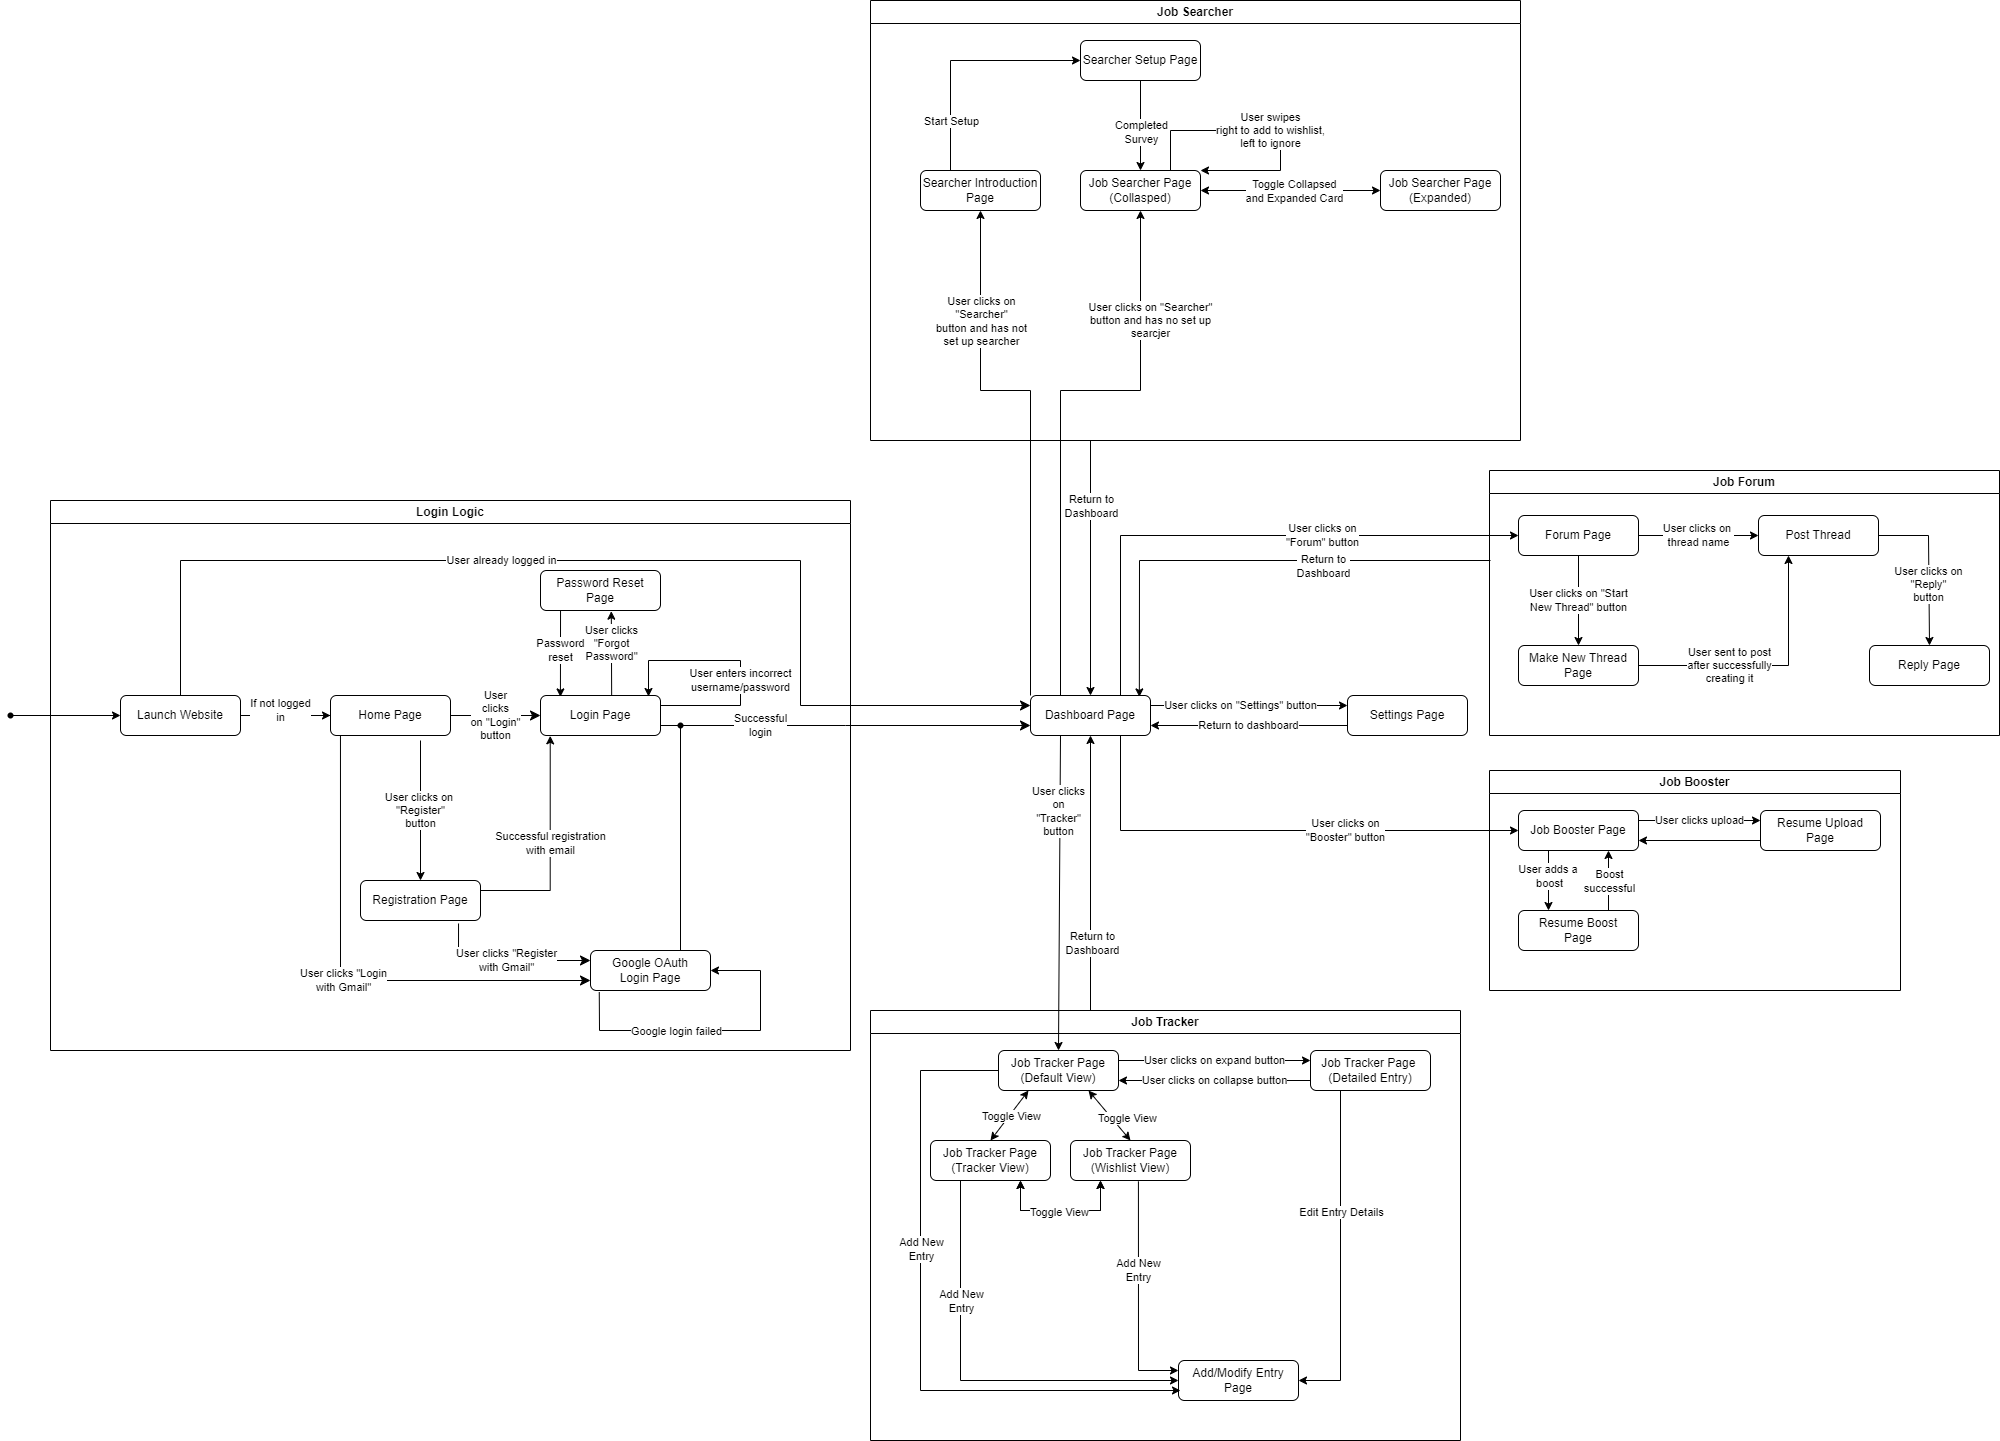 Job Searcher
Searcher Setup Page
Start Setup
Completed
Survey
User swipes
right to add to wishlist,
left to ignore
Searcher Introduction
Page
Job Searcher Page
(Collasped)
Toggle Collapsed
and Expanded Card
Job Searcher Page
(Expanded)
User clicks on
"Searcher"
button and has not
set up searcher
User clicks on "Searcher"
button and has no set up
searcjer
Return to
Dashboard
Job Forum
User clicks on
"Forum" button
Forum Page
User clicks on
thread name
Post Thread
Return to
Dashboard
User clicks on "Start
New Thread" button
User clicks on
"Reply"
button
Make New Thread
Page
User sent to post
after successfully
creating it
Reply Page
Login Logic
User already logged in
Password Reset
Page
Password
reset
User clicks
"Forgot
Password"
User enters incorrect
username/password
Launch Website
If not logged
in
Home Page
User
clicks
on "Login"
button
Login Page
Successful
login
Dashboard Page
User clicks on "Settings" button
Return to dashboard
Settings Page
User clicks on
"Register"
button
Successful registration
with email
Registration Page
User clicks "Register
with Gmail"
User clicks "Login
with Gmail"
Google OAuth
Login Page
Google login failed
User clicks
on
"Tracker"
button
Return to
Dashboard
User clicks on
"Booster" button
Job Booster
Job Booster Page
User clicks upload
Resume Upload
Page
User adds a
boost
Boost
successful
Resume Boost
Page
Job Tracker
Job Tracker Page
(Default View)
User clicks on expand button
User clicks on collapse button
Job Tracker Page
(Detailed Entry)
Toggle View
Toggle View
Job Tracker Page
(Tracker View)
Job Tracker Page
(Wishlist View)
Toggle View
Edit Entry Details
Add New
Entry
Add New
Entry
Add New
Entry
Add/Modify Entry
Page